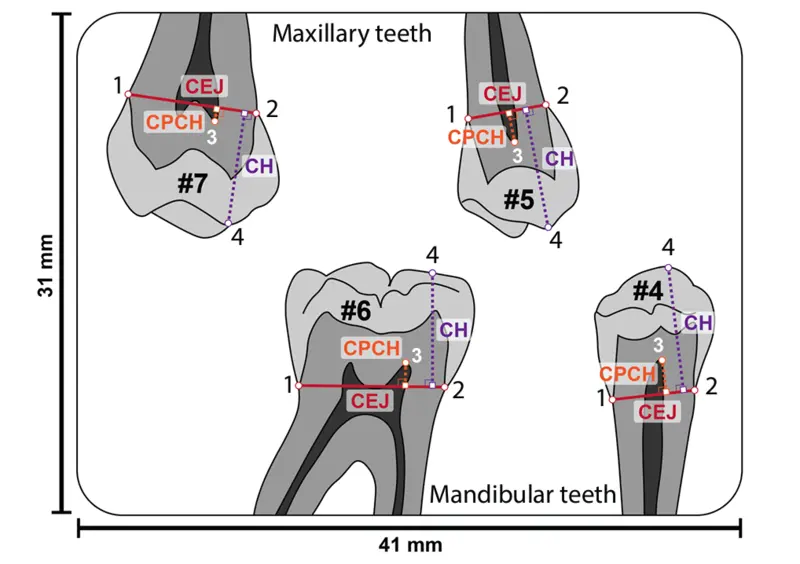 Maxillary teeth
1
CEJ
2
CPCH
3
CH
#7
4
1
CEJ
2
CPCH
3
CH
#5
4
31 mm
4
#6
CH
CPCH
3
1
2
CEJ
4
#4
CH
3
CPCH
1
2
CEJ
Mandibular teeth
41 mm